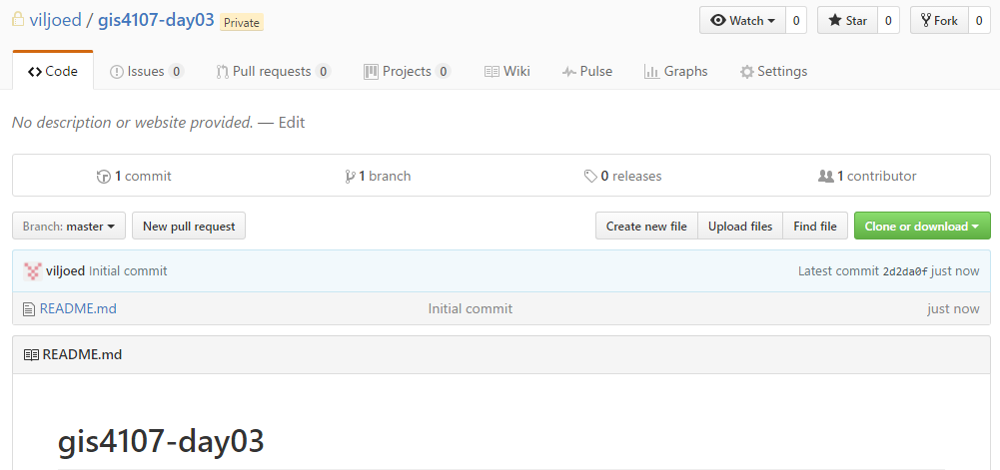 viljoed / gis4107-day03 Private Watch 0 Star 0 Fork 0
Code Issues 0 Pull requests 0 Projects 0 Wiki Pulse Graphs Settings
No description or website provided. — Edit
1 commit 1 branch 0 releases 1 contributor
Branch: master New pull request Create new file Upload files Find file Clone or download
viljoed Initial commit Latest commit 2d2da0f just now
README.md Initial commit just now
README.md
gis4107-day03